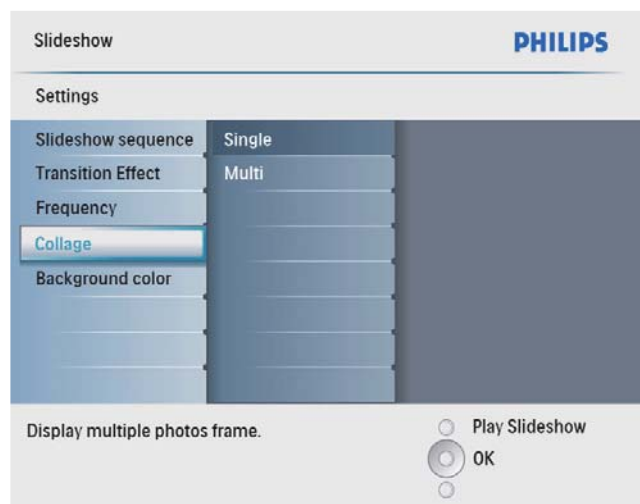 Slideshow
PHILIPS
Settings
Slideshow sequence
Single
Transition Effect
Multi
Frequency
Collage
Background color
Display multiple photos frame.
Play Slideshow
OK